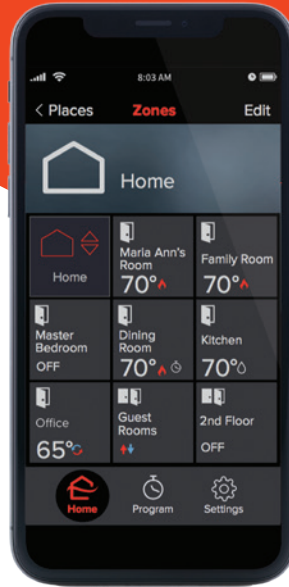 8:03 AM
< Places Zones Edit
Home
Home
Maria Ann's
Room
70°
Family Room
70°
Master
Bedroom
OFF
Dining
Room
70°
Kitchen
70°
Office
65°
Guest
Rooms
2nd Floor
OFF
Home Program Settings